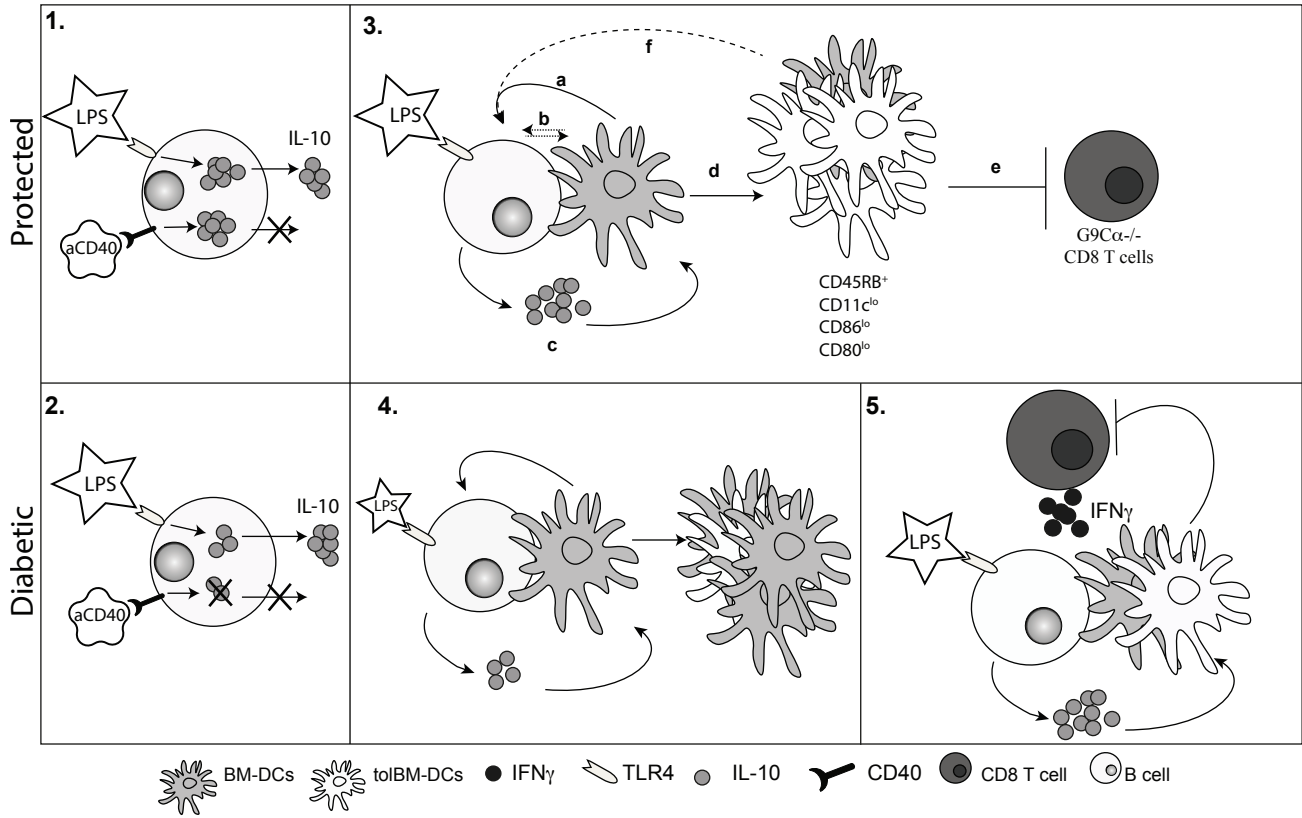 Protected
1.
LPS
IL-10
aCD40
3.
f
a
LPS
b
d
e
G9Cα-/-
CD8 T cells
CD45RB⁺
CD11cˡᵒ
CD86ˡᵒ
CD80ˡᵒ
c
Diabetic
2.
LPS
IL-10
aCD40
4.
LPS
5.
IFNγ
LPS
BM-DCs
tolBM-DCs
IFNγ
TLR4
IL-10
CD40
CD8 T cell
B cell